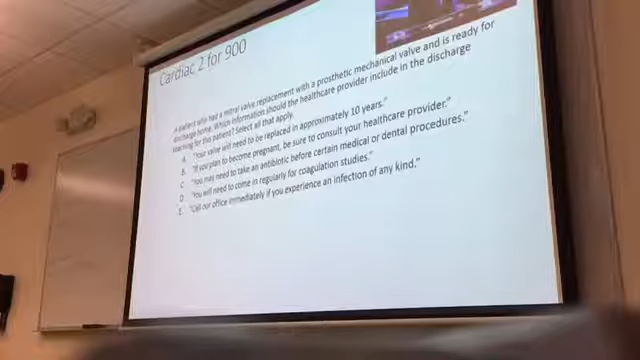 Cardiac 2 for 900
A patient who had a mitral valve replacement with a prosthetic mechanical valve and is ready for
discharge home. Which information should the healthcare provider include in the discharge
teaching for this patient? Select all that apply.
A. "Your valve will need to be replaced in approximately 10 years."
B. "If you plan to become pregnant, be sure to consult your healthcare provider."
C. "You may need to take an antibiotic before certain medical or dental procedures."
D. "You will need to come in regularly for coagulation studies."
E. "Call our office immediately if you experience an infection of any kind."